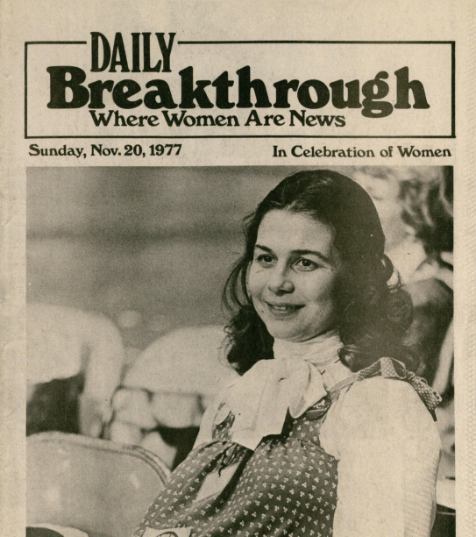 DAILY
Breakthrough
Where Women Are News
Sunday, Nov. 20, 1977
In Celebration of Women